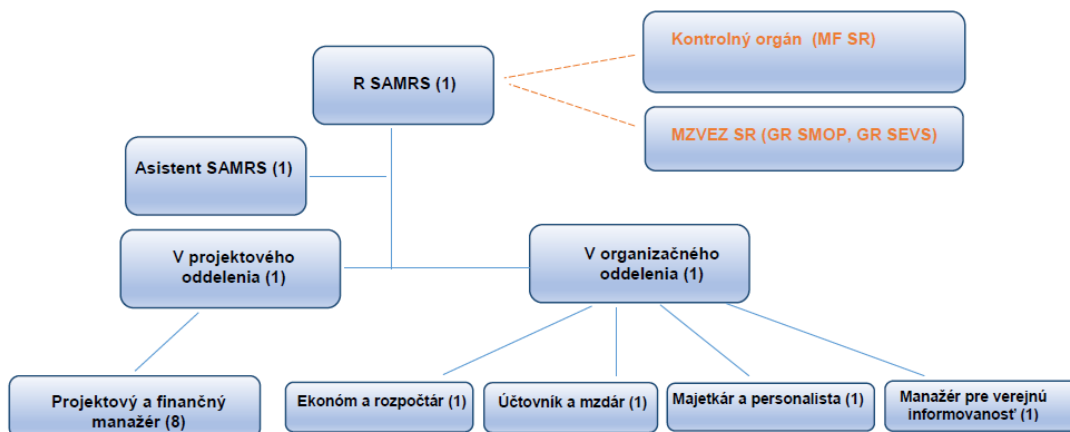 Kontrolný orgán (MF SR)
R SAMRS (1)
MZVEZ SR (GR SMOP, GR SEVS)
Asistent SAMRS (1)
V projektového
oddelenia (1)
V organizačného
oddelenia (1)
Projektový a finančný
manažér (8)
Ekonóm a rozpočtár (1)
Účtovník a mzdár (1)
Majetkár a personalista (1)
Manažér pre verejnú
informovanosť (1)